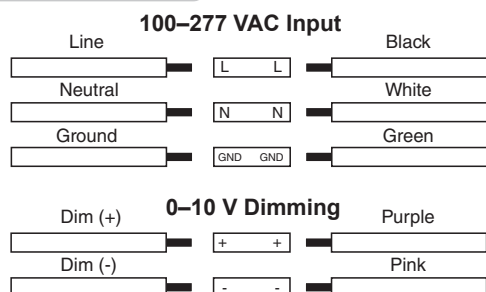 100–277 VAC Input
Line Black
L L
Neutral White
N N
Ground Green
GND GND
0–10 V Dimming
Dim (+) Purple
+ +
Dim (-) Pink
- -